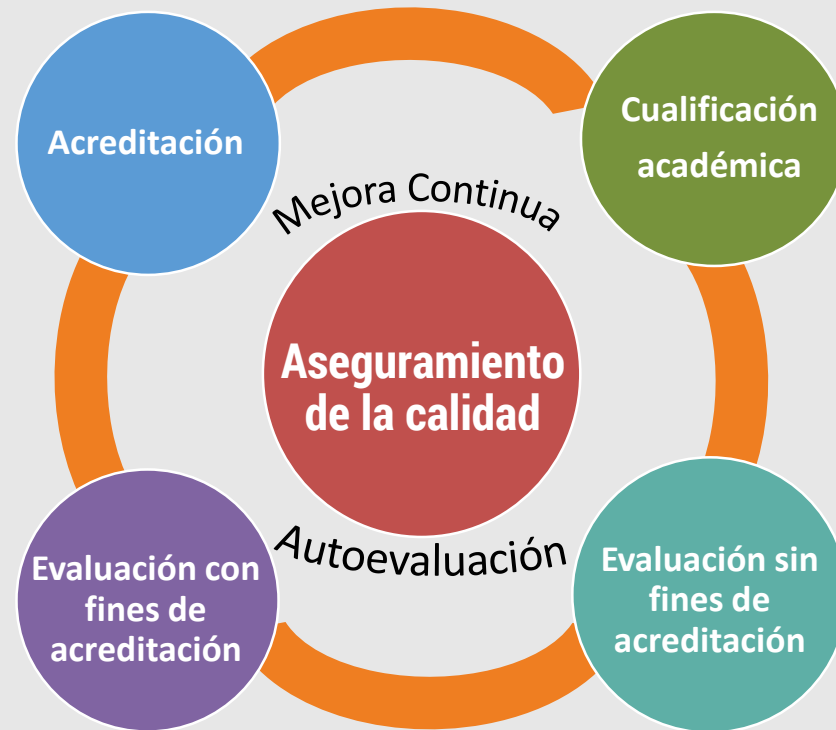 Acreditación
Cualificación
académica
Mejora Continua
Aseguramiento
de la calidad
Autoevaluación
Evaluación con
fines de
acreditación
Evaluación sin
fines de
acreditación